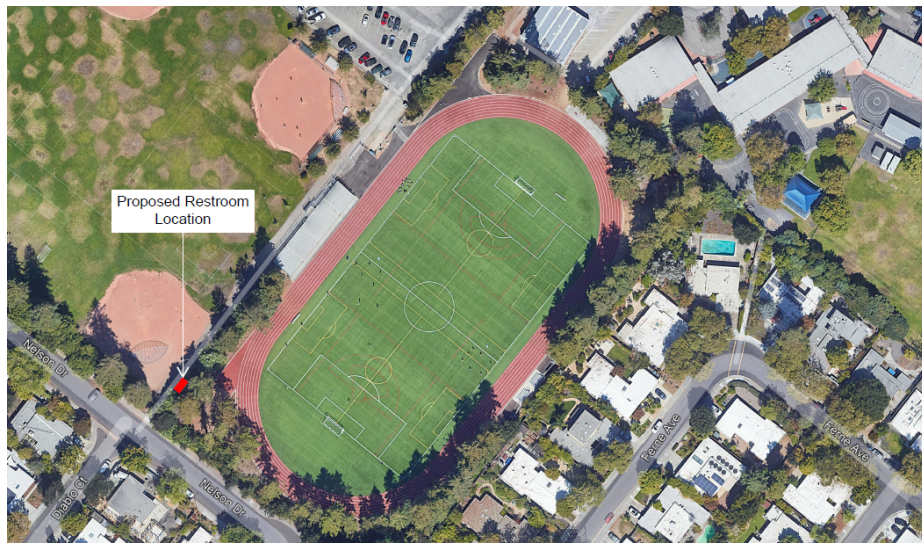 Proposed Restroom
Location
Nelson Dr
Nelson Dr
Diablo Ct
Ferne Ave
Ferne Ave